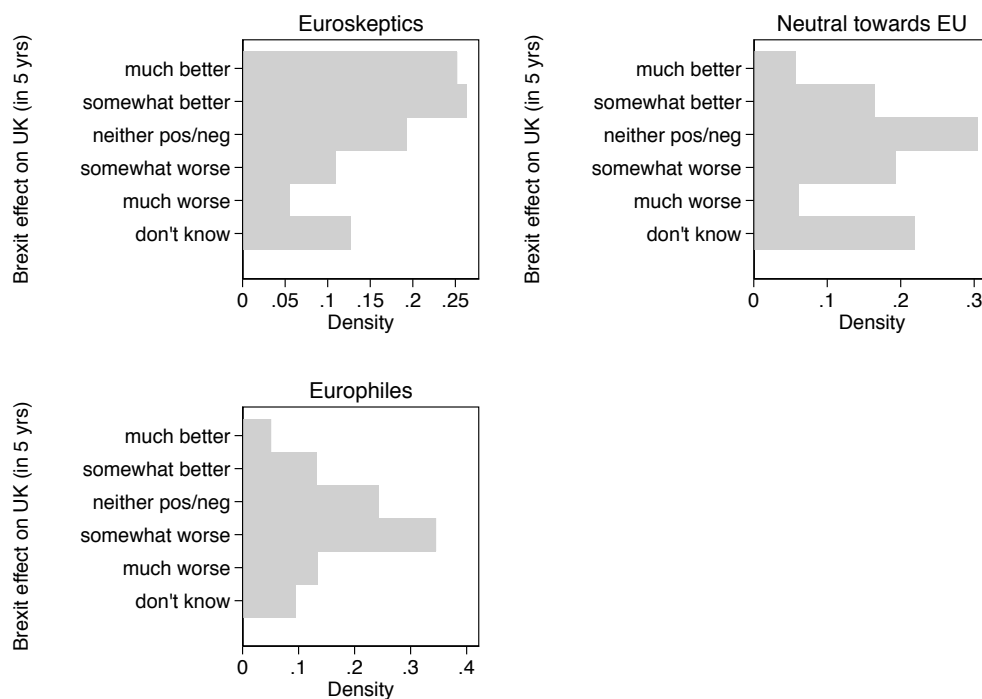 Euroskeptics
Brexit effect on UK (in 5 yrs)
much better
somewhat better
neither pos/neg
somewhat worse
much worse
don't know
0 .05 .1 .15 .2 .25
Density
Neutral towards EU
Brexit effect on UK (in 5 yrs)
much better
somewhat better
neither pos/neg
somewhat worse
much worse
don't know
0 .1 .2 .3
Density
Europhiles
Brexit effect on UK (in 5 yrs)
much better
somewhat better
neither pos/neg
somewhat worse
much worse
don't know
0 .1 .2 .3 .4
Density